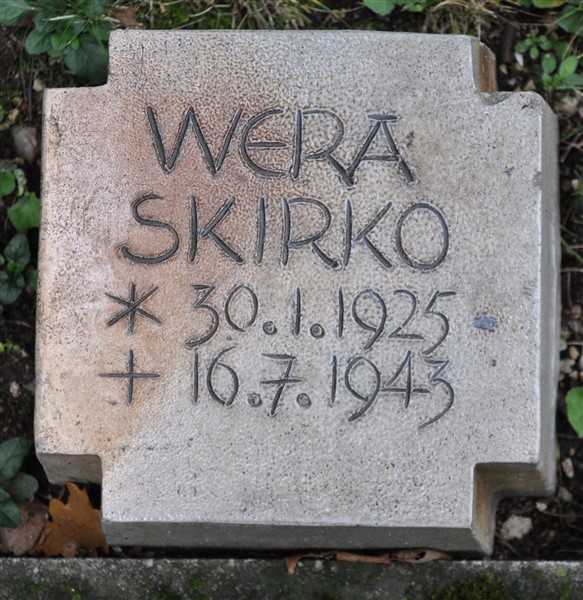 WERA
SKIRKO
* 30.1.1925
+ 16.7.1943